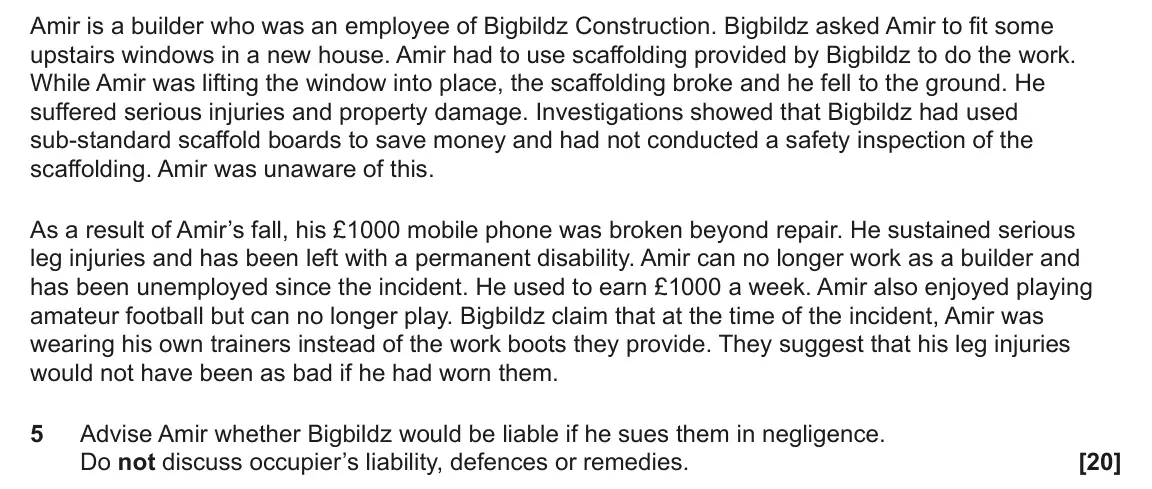 Amir is a builder who was an employee of Bigbildz Construction. Bigbildz asked Amir to fit some
upstairs windows in a new house. Amir had to use scaffolding provided by Bigbildz to do the work.
While Amir was lifting the window into place, the scaffolding broke and he fell to the ground. He
suffered serious injuries and property damage. Investigations showed that Bigbildz had used
sub-standard scaffold boards to save money and had not conducted a safety inspection of the
scaffolding. Amir was unaware of this.
As a result of Amir’s fall, his £1000 mobile phone was broken beyond repair. He sustained serious
leg injuries and has been left with a permanent disability. Amir can no longer work as a builder and
has been unemployed since the incident. He used to earn £1000 a week. Amir also enjoyed playing
amateur football but can no longer play. Bigbildz claim that at the time of the incident, Amir was
wearing his own trainers instead of the work boots they provide. They suggest that his leg injuries
would not have been as bad if he had worn them.
5 Advise Amir whether Bigbildz would be liable if he sues them in negligence.
Do not discuss occupier’s liability, defences or remedies. [20]